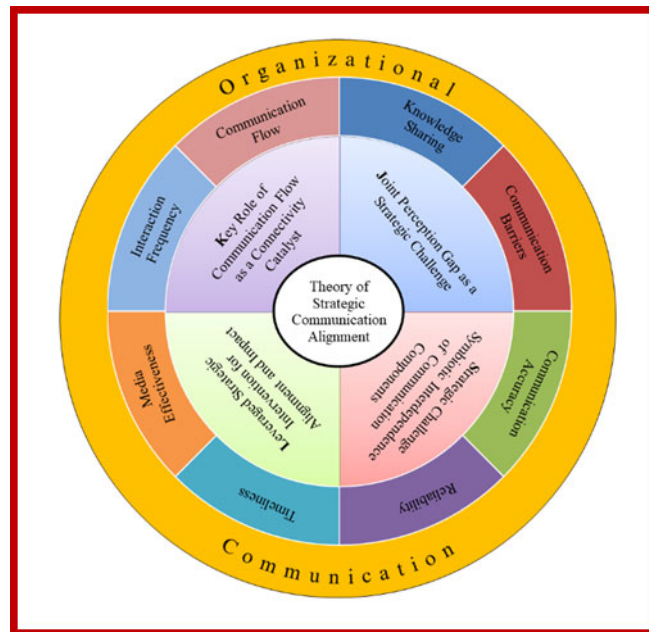 Organizational
Communication
Flow
Knowledge
Sharing
Interaction
Frequency
Communication
Barriers
Key Role of
Communication Flow
as a Connectivity
Catalyst
Joint Perception Gap as a
Strategic Challenge
Theory of
Strategic
Communication
Alignment
Leveraged Strategic
Intervention for
Alignment and Impact
Strategic Challenge
Symbiotic Interdependence
of Communication
Components
Media
Effectiveness
Communication
Accuracy
Timeliness
Reliability
Communication